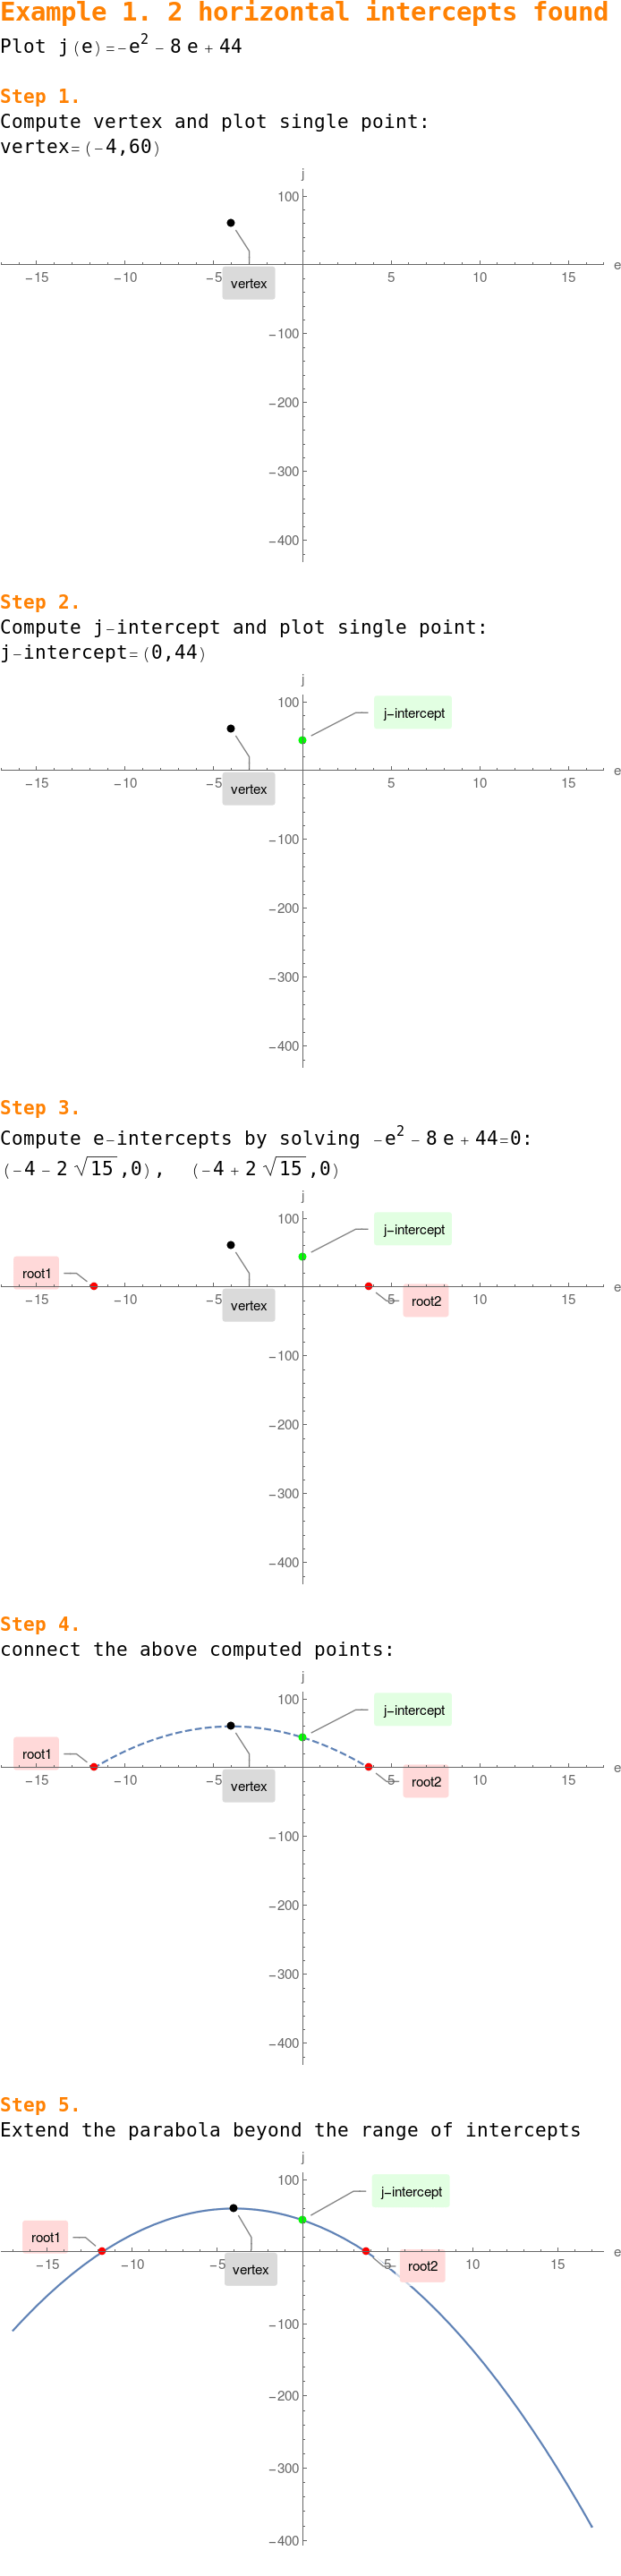 Example 1. 2 horizontal intercepts found
Plot j(e)=-e² - 8 e + 44
Step 1.
Compute vertex and plot single point:
vertex=(-4,60)
j
100
e
-15 -10 -5 5 10 15
vertex
-100
-200
-300
-400
Step 2.
Compute j-intercept and plot single point:
j-intercept=(0,44)
j
100
j-intercept
e
-15 -10 -5 5 10 15
vertex
-100
-200
-300
-400
Step 3.
Compute e-intercepts by solving -e² - 8 e + 44=0:
(-4 - 2 √15,0), (-4 + 2 √15,0)
j
100
j-intercept
root1
e
-15 -10 -5 5 10 15
vertex root2
-100
-200
-300
-400
Step 4.
connect the above computed points:
j
100
j-intercept
root1
e
-15 -10 -5 5 10 15
vertex root2
-100
-200
-300
-400
Step 5.
Extend the parabola beyond the range of intercepts
j
100
j-intercept
root1
e
-15 -10 -5 5 10 15
vertex root2
-100
-200
-300
-400